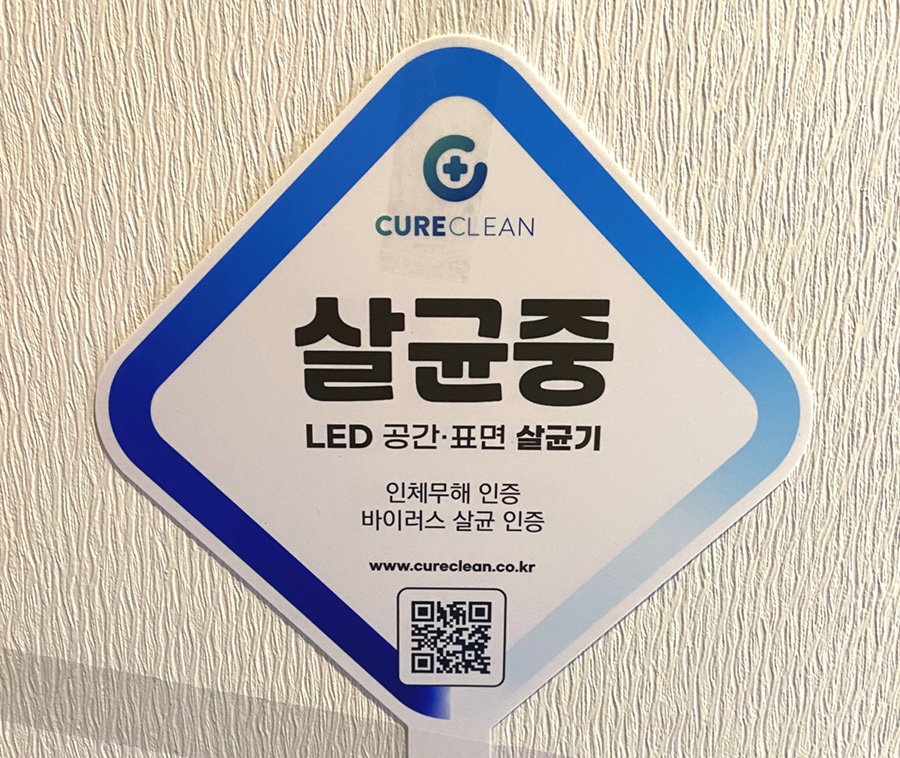 CURECLEAN
살균중
LED 공간·표면 살균기
인체무해 인증
바이러스 살균 인증
www.cureclean.co.kr